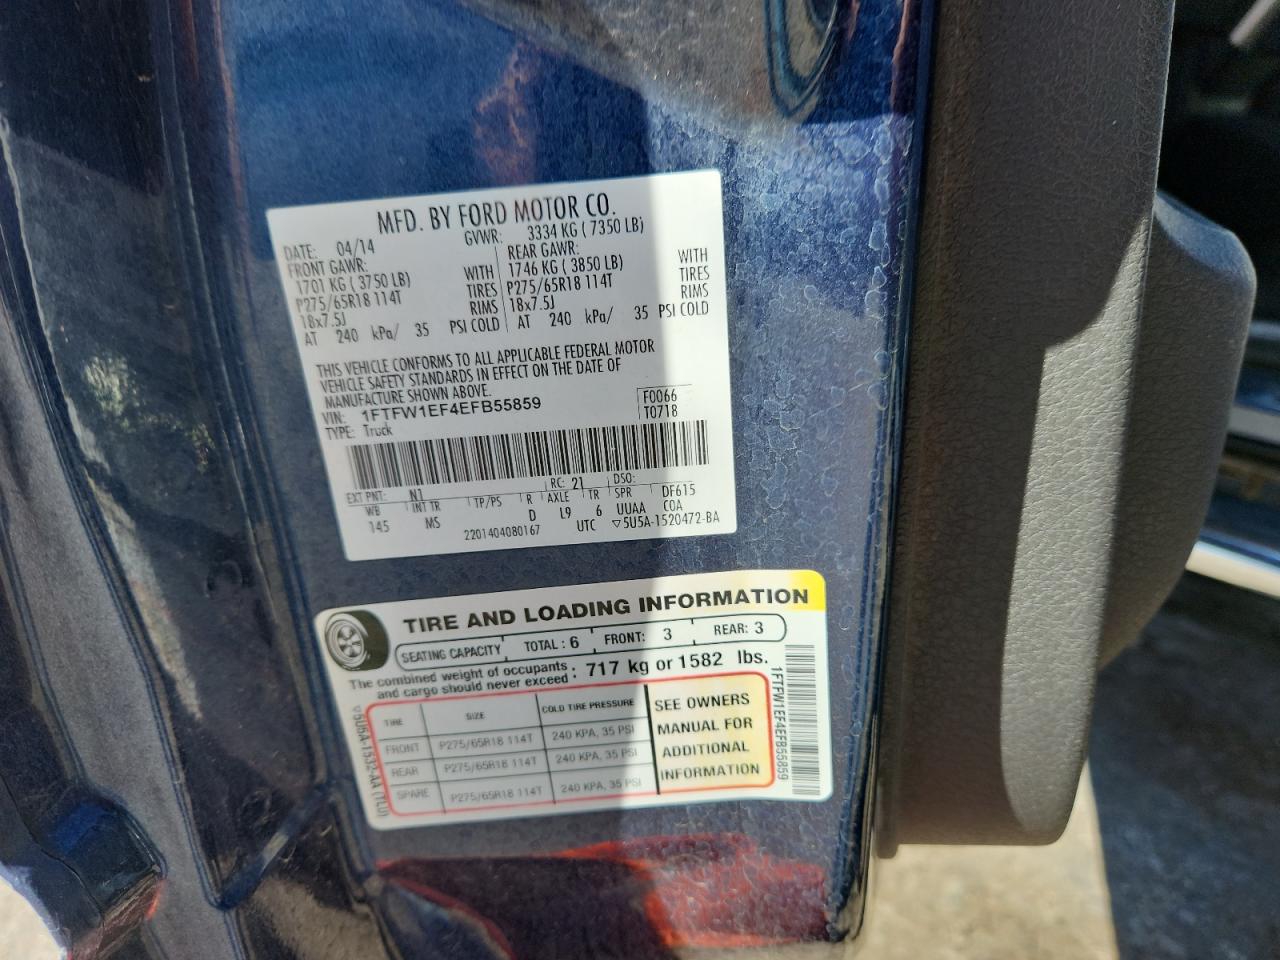 MFD. BY FORD MOTOR CO.
DATE: 04/14 GVWR: 3334 KG ( 7350 LB)
FRONT GAWR: REAR GAWR:
1701 KG ( 3750 LB) WITH 1746 KG ( 3850 LB) WITH
P275/65R18 114T TIRES P275/65R18 114T TIRES
18x7.5J RIMS 18x7.5J RIMS
AT 240 kPa/ 35 PSI COLD AT 240 kPa/ 35 PSI COLD
THIS VEHICLE CONFORMS TO ALL APPLICABLE FEDERAL MOTOR
VEHICLE SAFETY STANDARDS IN EFFECT ON THE DATE OF
MANUFACTURE SHOWN ABOVE.
VIN: 1FTFW1EF4EFB55859 F0066
TYPE: Truck T0718
EXT PNT: N1 RC: 21 DSO:
WB INT TR TP/PS R AXLE TR SPR DF615
145 MS D L9 6 UUAA COA
2201404080167 UTC ▽5U5A-1520472-BA
TIRE AND LOADING INFORMATION
SEATING CAPACITY TOTAL : 6 FRONT: 3 REAR: 3
The combined weight of occupants
and cargo should never exceed : 717 kg or 1582 lbs.
TIRE SIZE COLD TIRE PRESSURE
FRONT P275/65R18 114T 240 KPA, 35 PSI
REAR P275/65R18 114T 240 KPA, 35 PSI
SPARE P275/65R18 114T 240 KPA, 35 PSI
SEE OWNERS
MANUAL FOR
ADDITIONAL
INFORMATION
▽5U5A-1532-AA (TLU)
1FTFW1EF4EFB55859